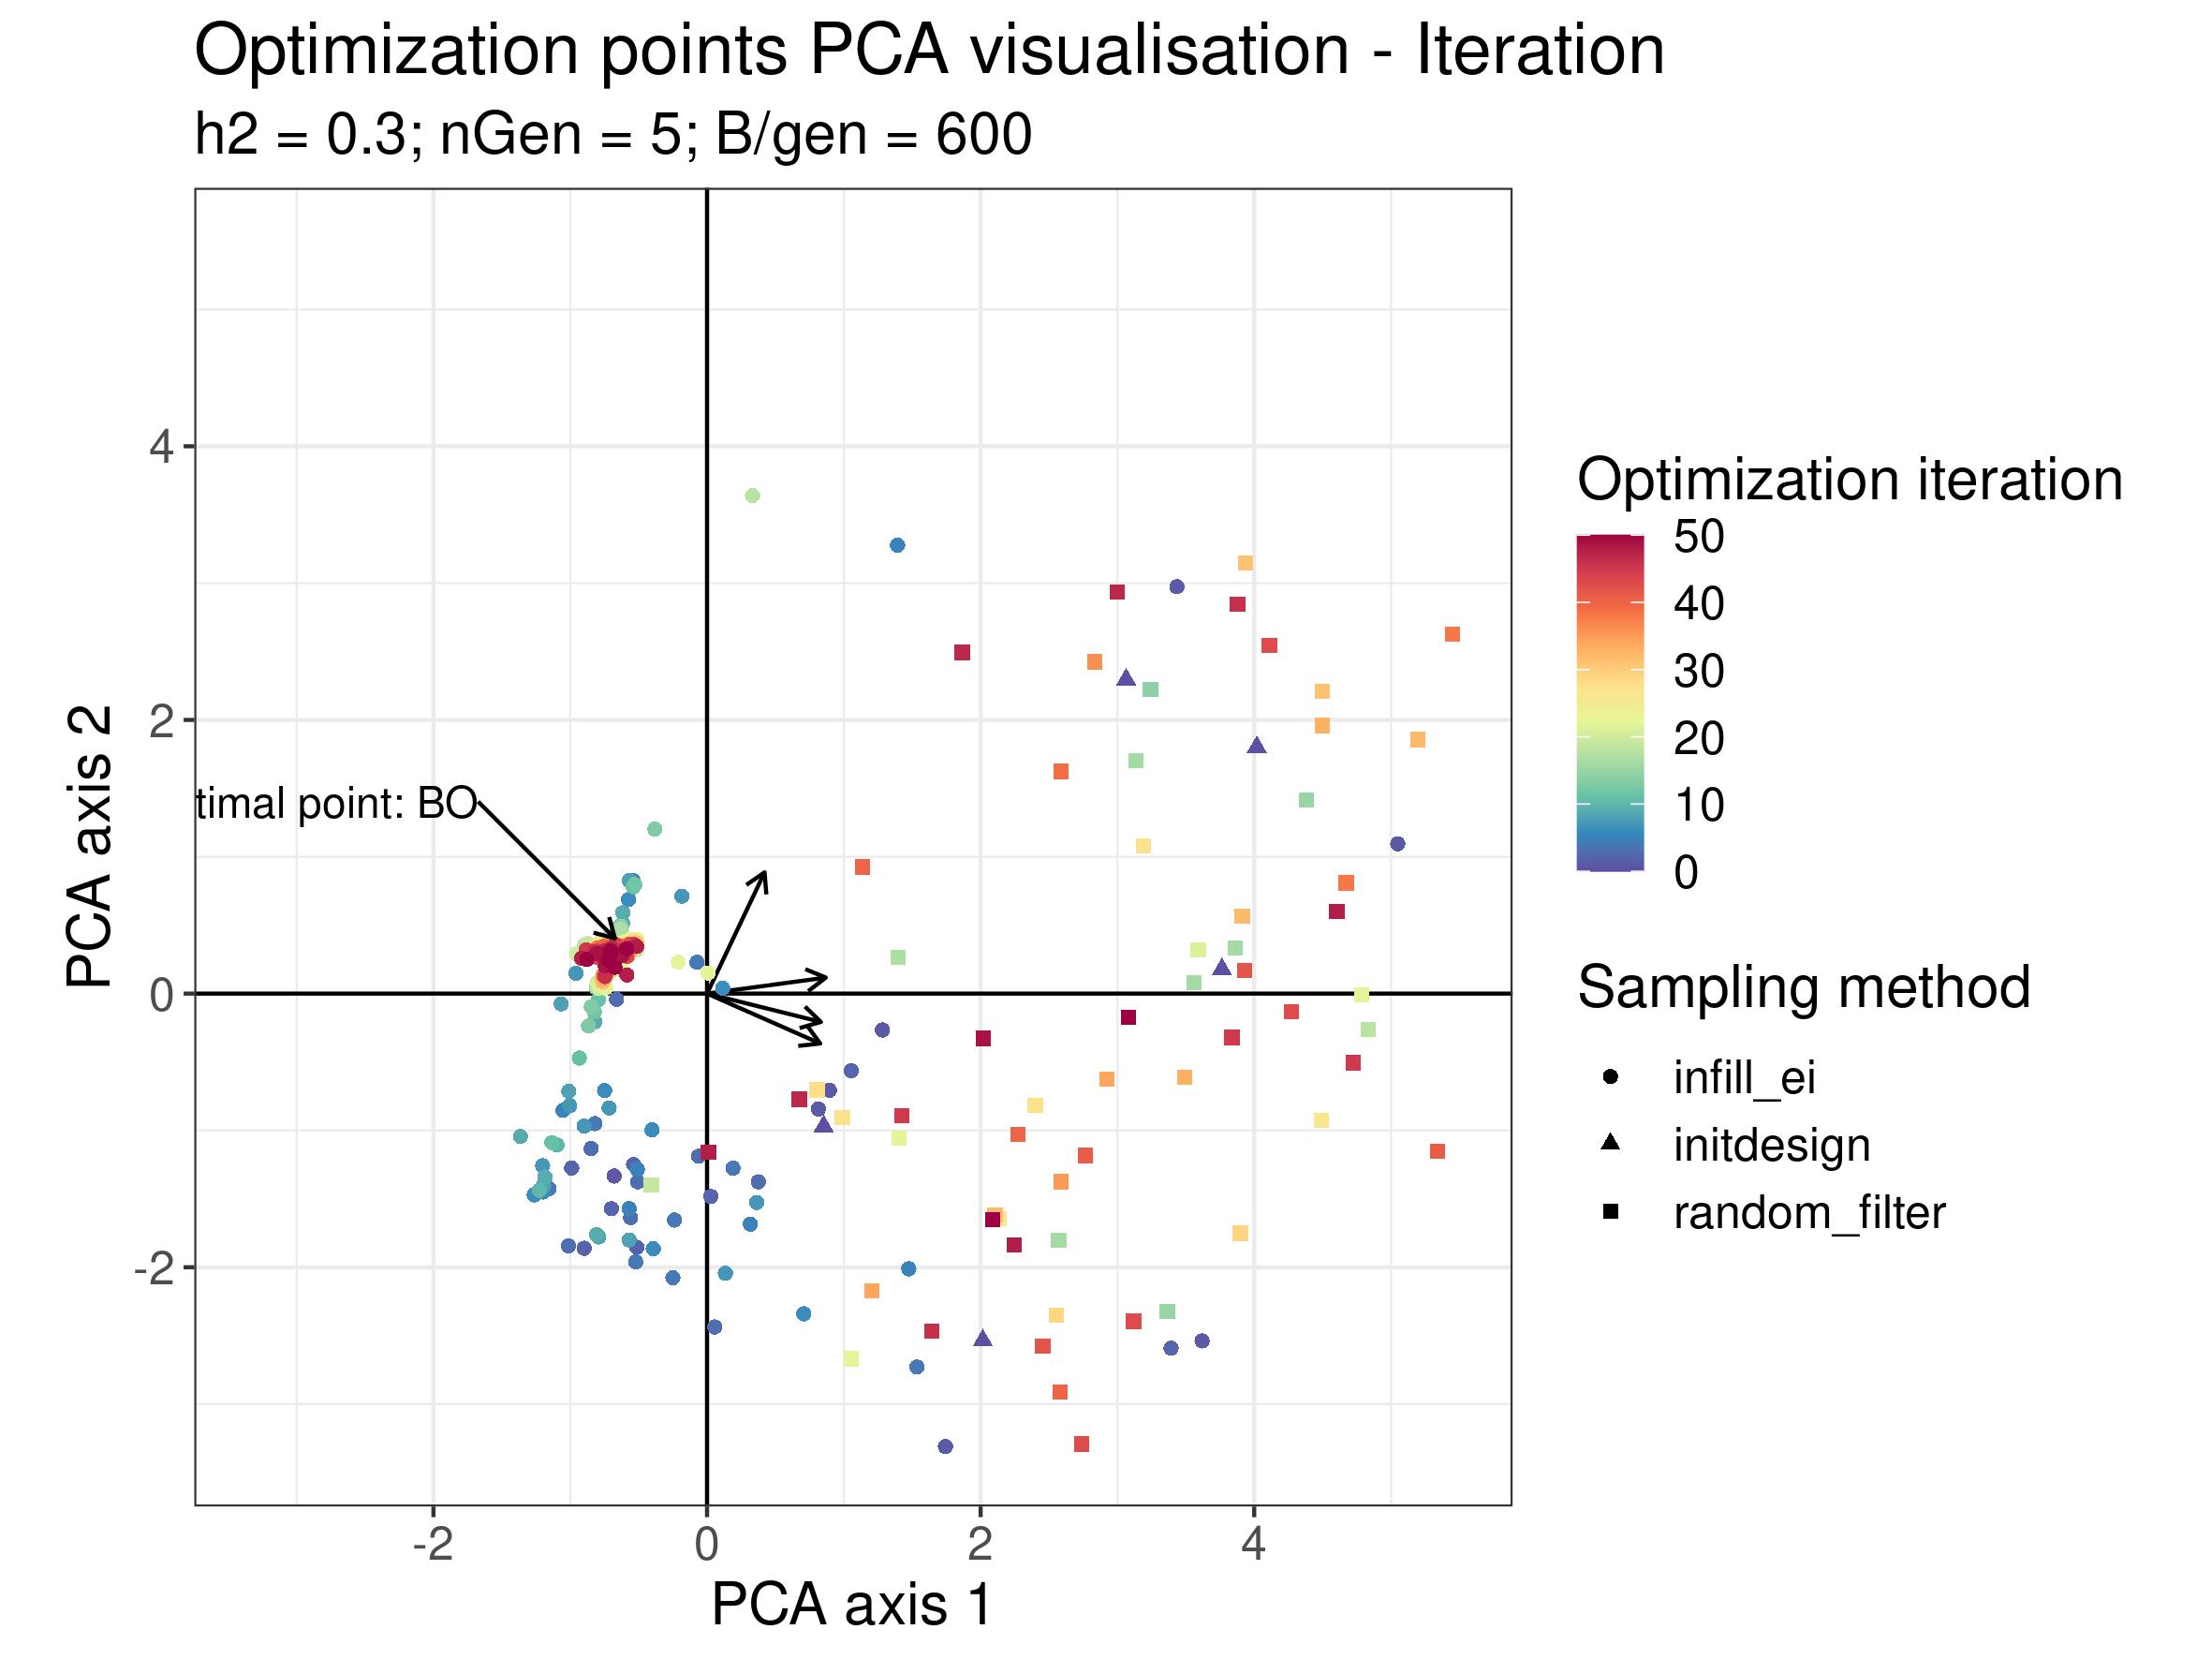 Optimization points PCA visualisation - Iteration
h2 = 0.3; nGen = 5; B/gen = 600
4
2
0
-2
PCA axis 2
timal point: BO
-2
0
2
4
PCA axis 1
Optimization iteration
50
40
30
20
10
0
Sampling method
infill_ei
initdesign
random_filter